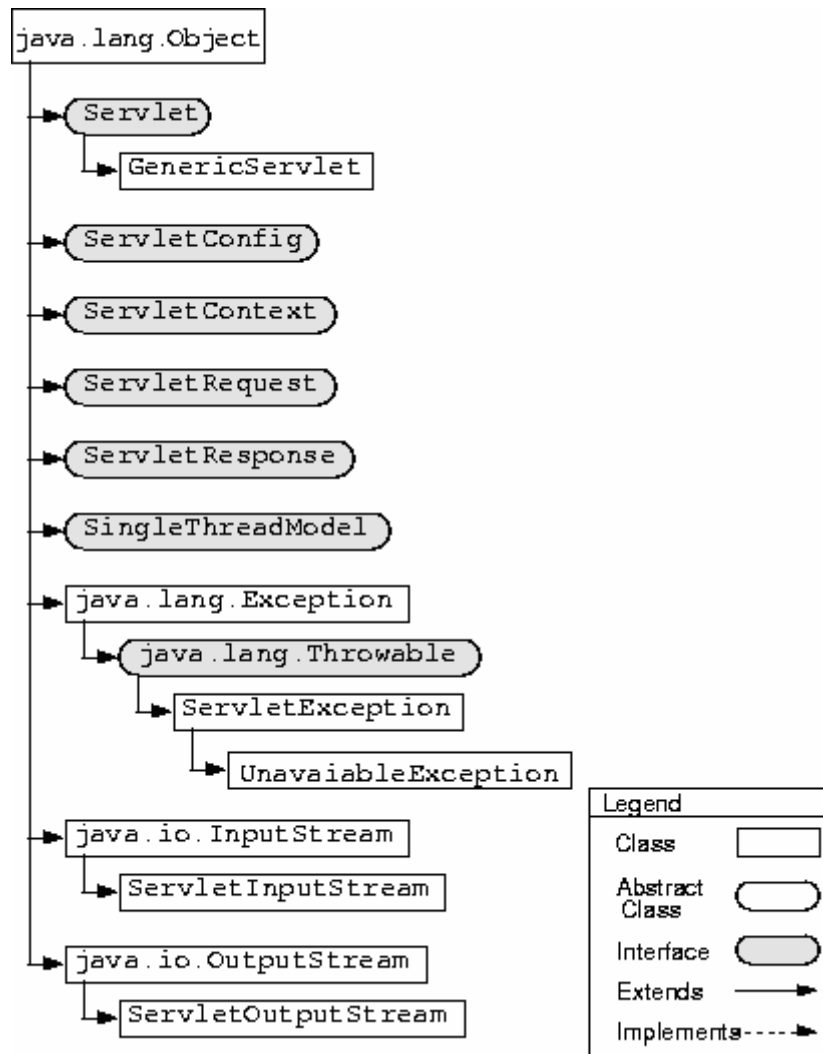 java.lang.Object
Servlet
GenericServlet
ServletConfig
ServletContext
ServletRequest
ServletResponse
SingleThreadModel
java.lang.Exception
java.lang.Throwable
ServletException
UnavaiableException
java.io.InputStream
ServletInputStream
java.io.OutputStream
ServletOutputStream
Legend
Class
Abstract
Class
Interface
Extends
Implements